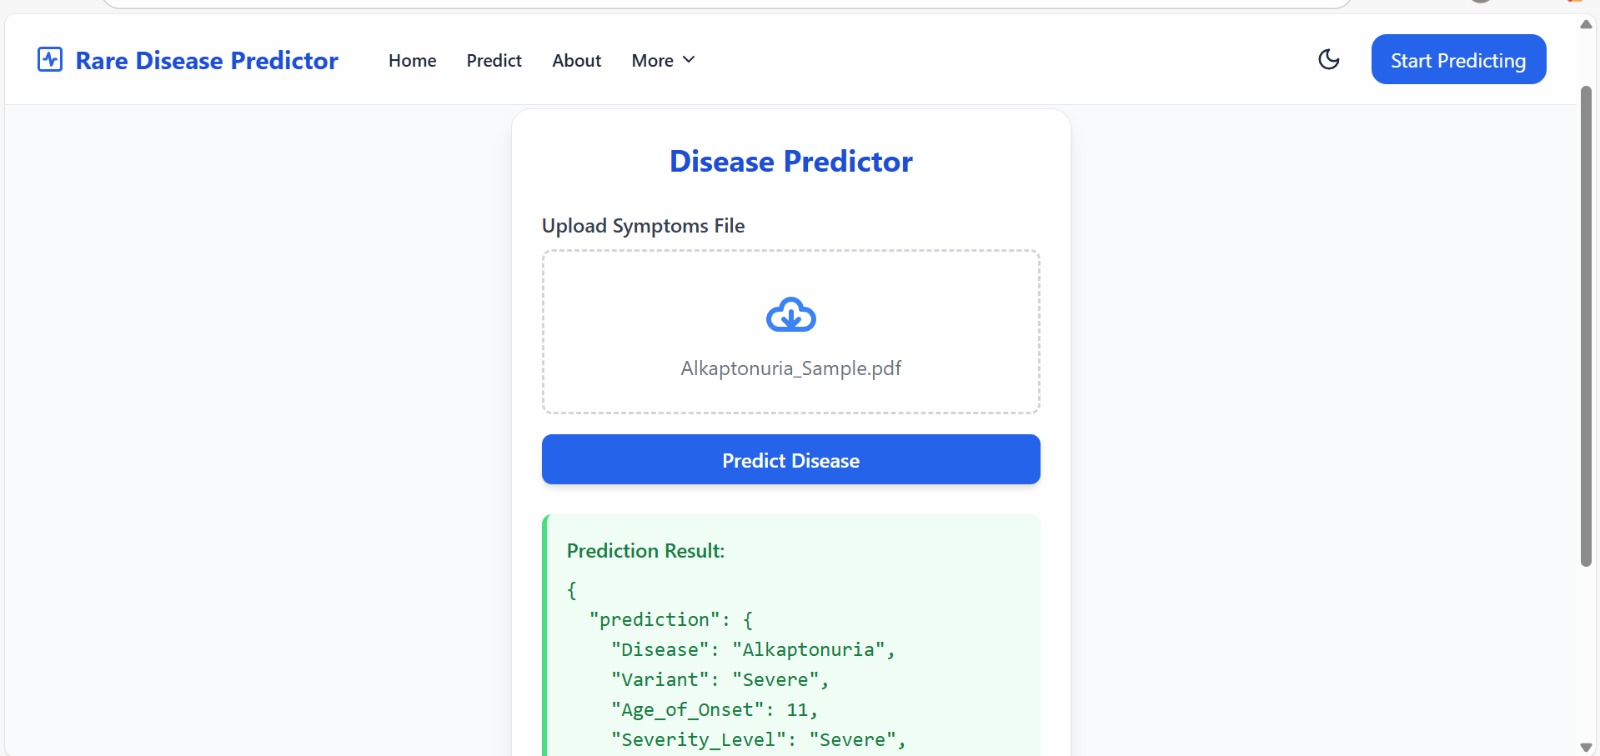 Rare Disease Predictor
Home Predict About More
Start Predicting
Disease Predictor
Upload Symptoms File
Alkaptonuria_Sample.pdf
Predict Disease
Prediction Result:
{
"prediction": {
"Disease": "Alkaptonuria",
"Variant": "Severe",
"Age_of_Onset": 11,
"Severity_Level": "Severe",